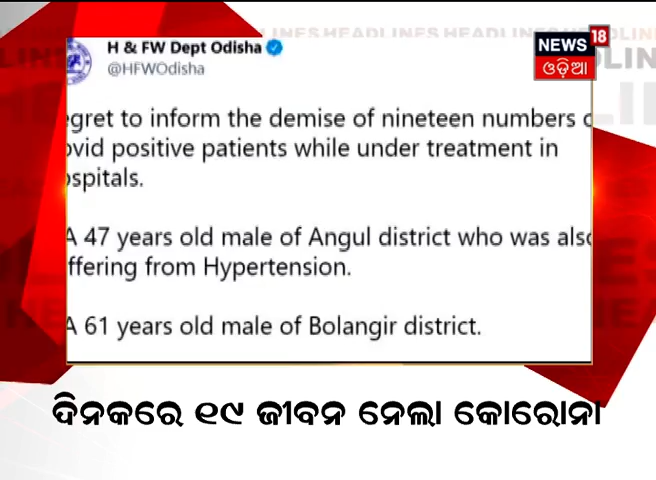 HEADLINES HEADLINES
H & FW Dept Odisha
@HFWOdisha
NEWS 18
ଓଡ଼ିଆ
egret to inform the demise of nineteen numbers
ovid positive patients while under treatment in
ospitals.
A 47 years old male of Angul district who was also
ffering from Hypertension.
A 61 years old male of Bolangir district.
ଦିନକରେ ୧୯ ଜୀବନ ନେଲା କୋରୋନା